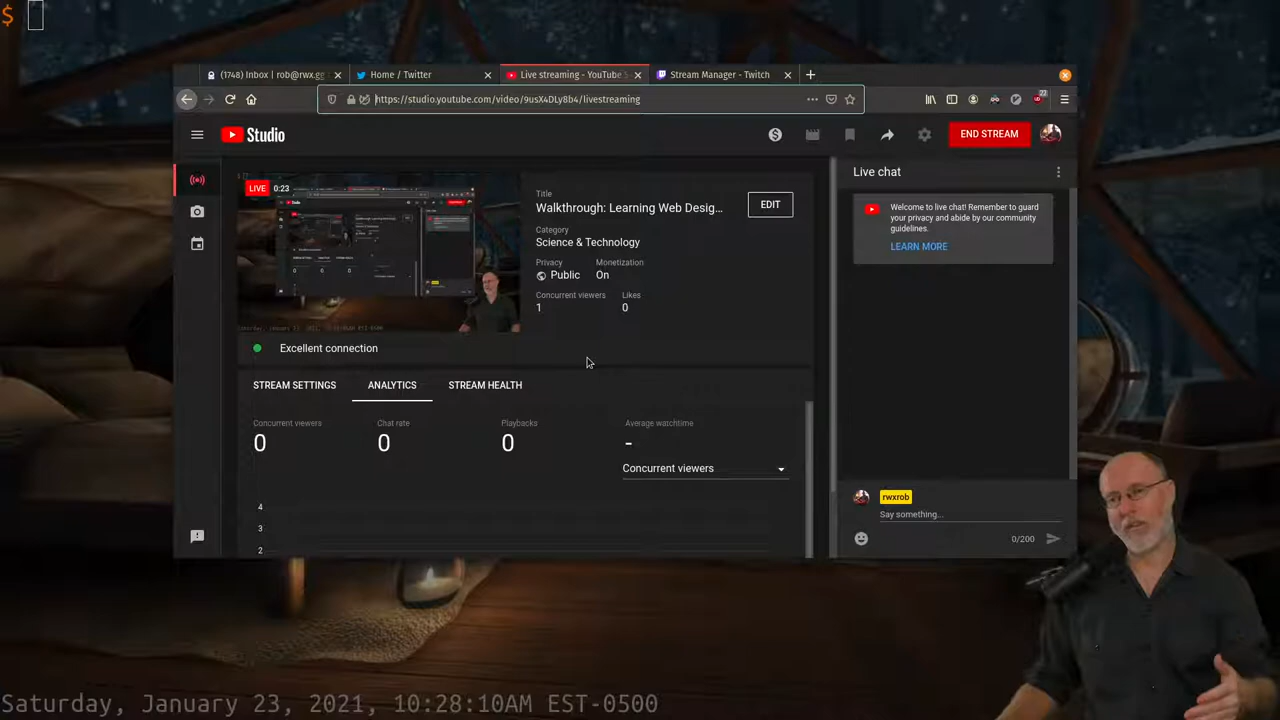 $
(1748) Inbox | rob@rwx.gg
Home / Twitter
Live streaming - YouTube S
Stream Manager - Twitch
https://studio.youtube.com/video/9usX4DLy8b4/livestreaming
22
Studio
END STREAM
LIVE 0:23
Title
Walkthrough: Learning Web Desig...
EDIT
Category
Science & Technology
Privacy
Monetization
Public
On
Concurrent viewers
Likes
1
0
Excellent connection
STREAM SETTINGS
ANALYTICS
STREAM HEALTH
Concurrent viewers
Chat rate
Playbacks
Average watchtime
0
0
0
-
Concurrent viewers
4
3
2
Live chat
Welcome to live chat! Remember to guard
your privacy and abide by our community
guidelines.
LEARN MORE
rwxrob
Say something...
0/200
Saturday, January 23, 2021, 10:28:10AM EST-0500